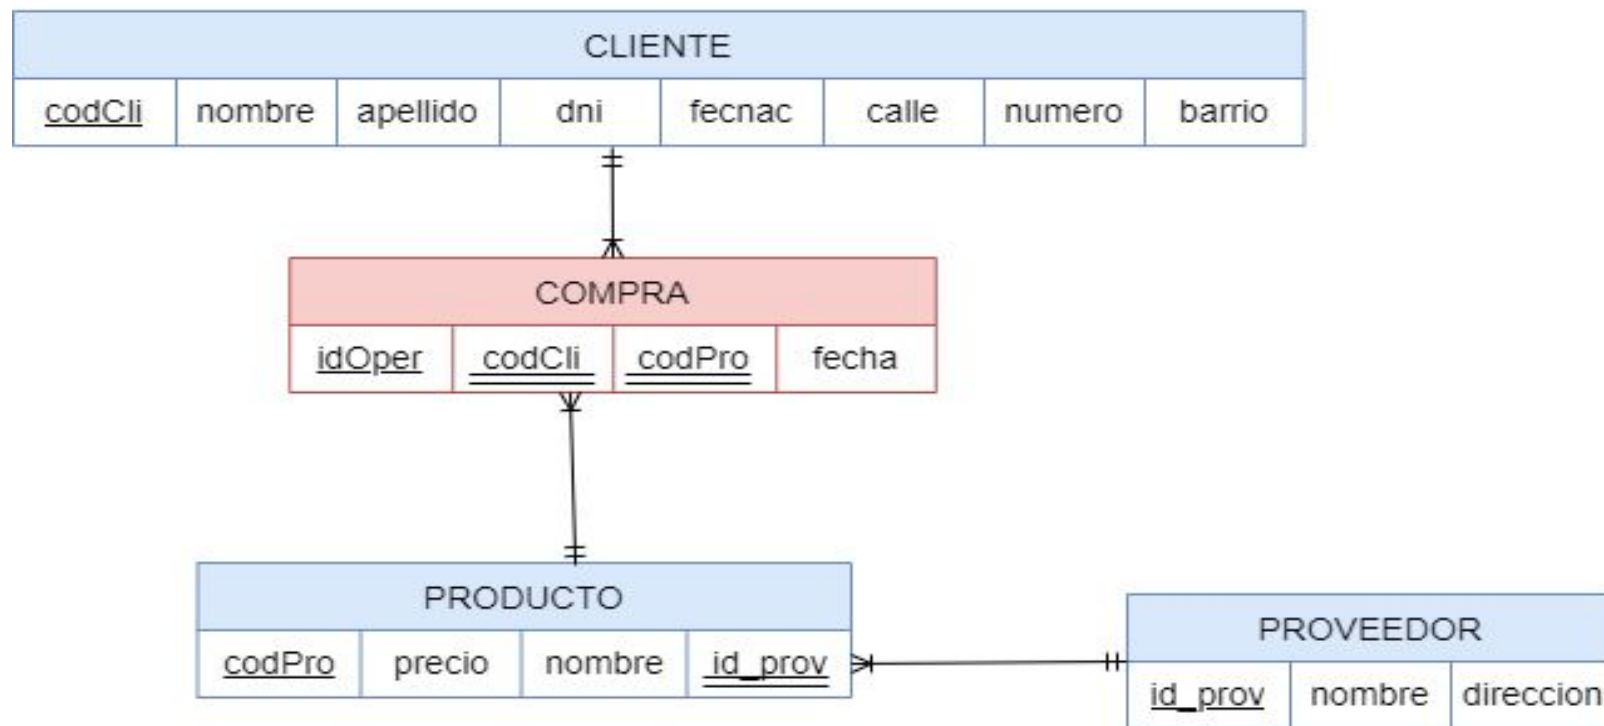 CLIENTE
codCli nombre apellido dni fecnac calle numero barrio
COMPRA
idOper codCli codPro fecha
PRODUCTO
codPro precio nombre id_prov
PROVEEDOR
id_prov nombre direccion